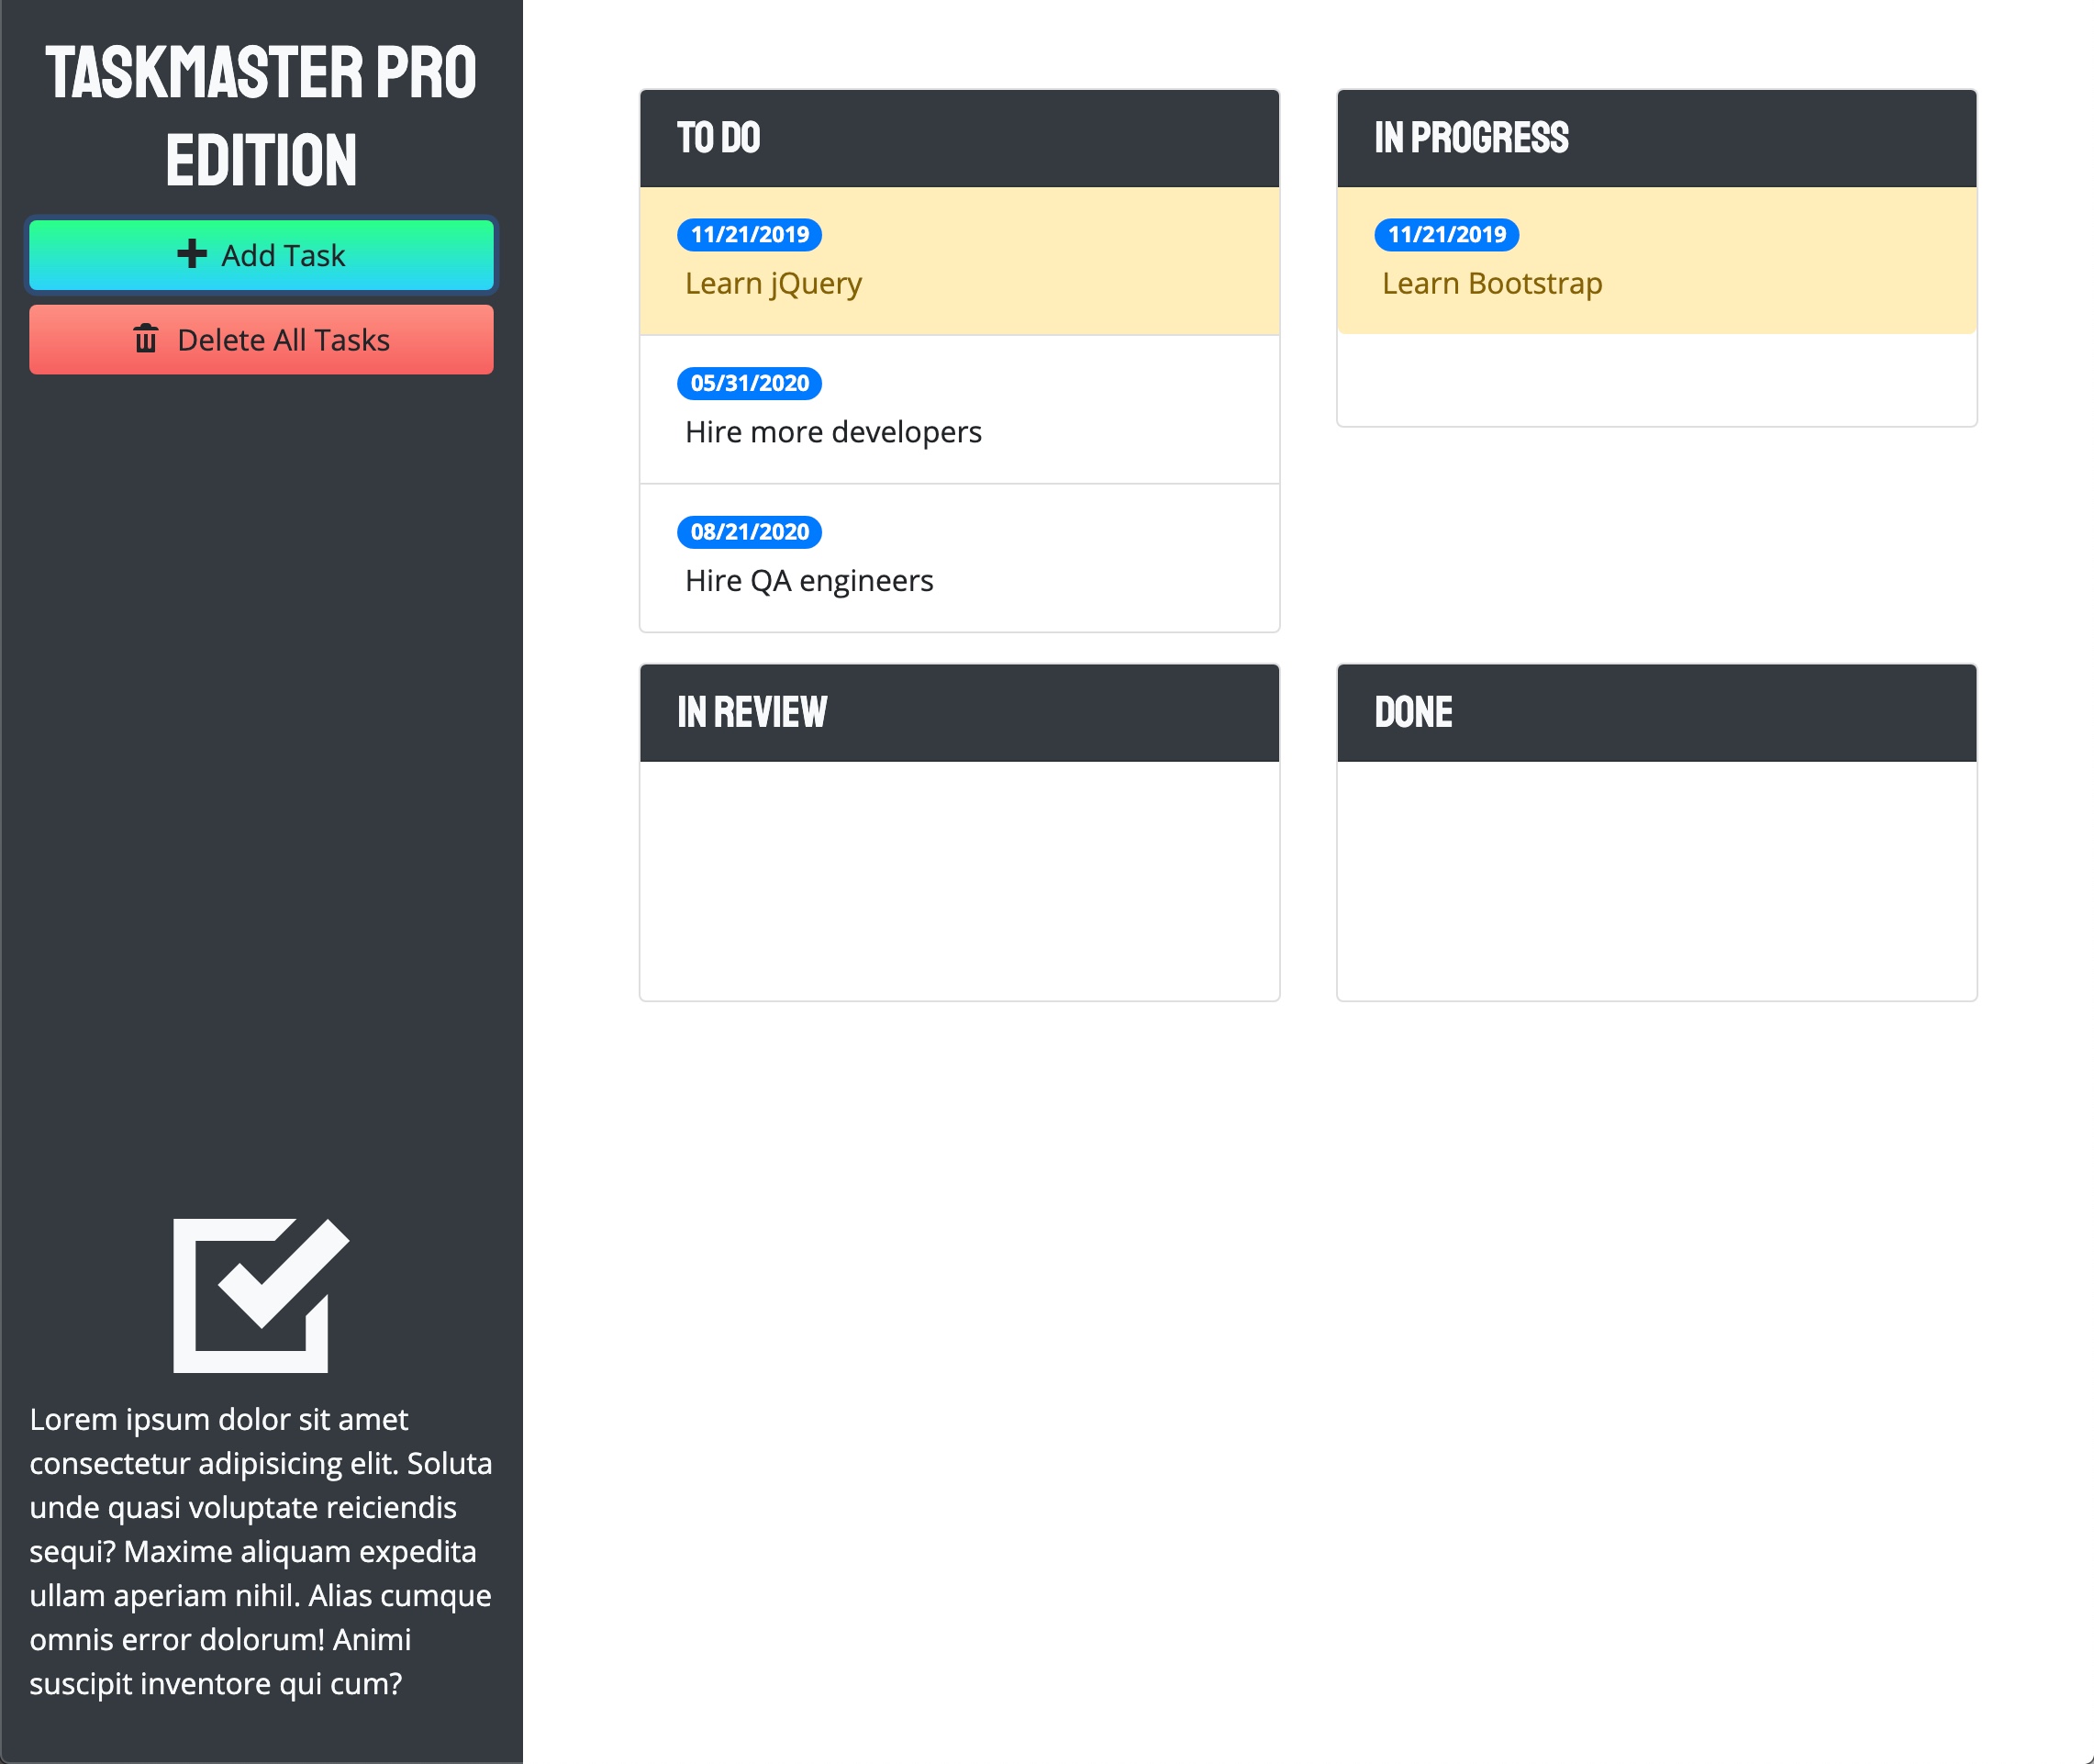 TASKMASTER PRO
EDITION
Add Task
Delete All Tasks
TO DO
11/21/2019
Learn jQuery
05/31/2020
Hire more developers
08/21/2020
Hire QA engineers
IN PROGRESS
11/21/2019
Learn Bootstrap
IN REVIEW
DONE
Lorem ipsum dolor sit amet
consectetur adipisicing elit. Soluta
unde quasi voluptate reiciendis
sequi? Maxime aliquam expedita
ullam aperiam nihil. Alias cumque
omnis error dolorum! Animi
suscipit inventore qui cum?